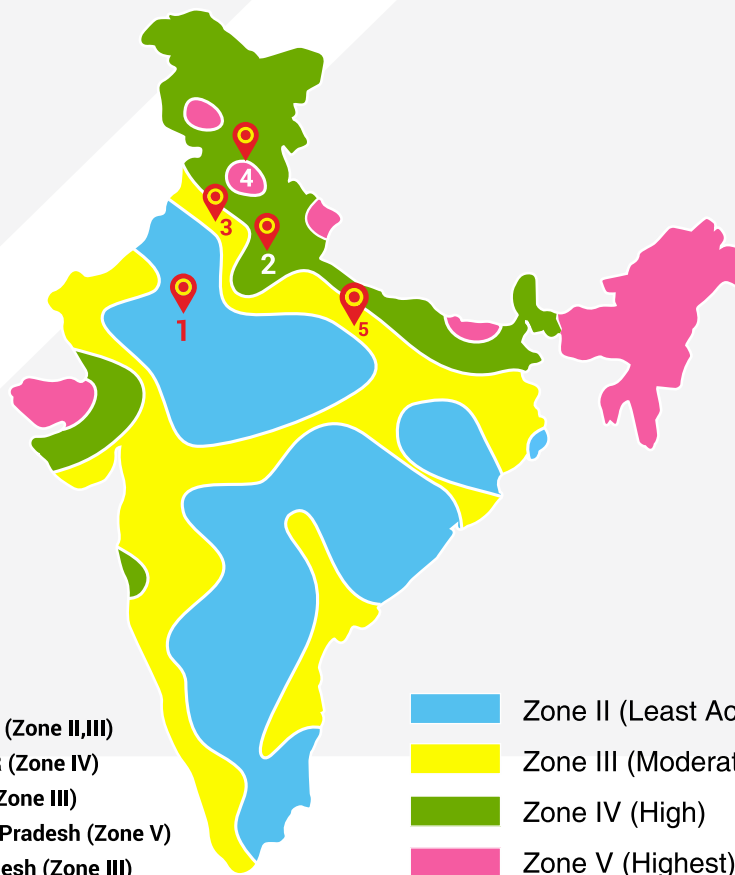 4
3
2
1
5
(Zone II,III)
(Zone IV)
Zone III)
Pradesh (Zone V)
esh (Zone III)
Zone II (Least Ac
Zone III (Moderat
Zone IV (High)
Zone V (Highest)